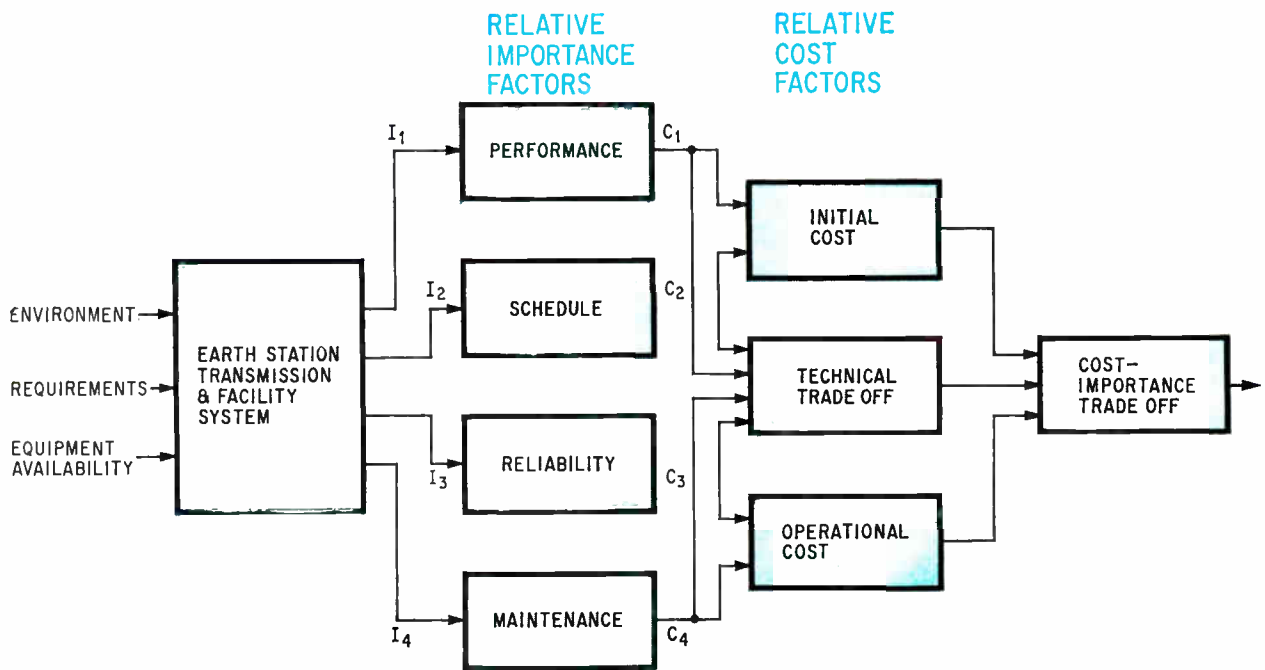 RELATIVE
IMPORTANCE
FACTORS
RELATIVE
COST
FACTORS
I1
PERFORMANCE
C1
INITIAL
COST
I2
SCHEDULE
C2
ENVIRONMENT
REQUIREMENTS
EQUIPMENT
AVAILABILITY
EARTH STATION
TRANSMISSION
& FACILITY
SYSTEM
TECHNICAL
TRADE OFF
COST-
IMPORTANCE
TRADE OFF
I3
RELIABILITY
C3
OPERATIONAL
COST
I4
MAINTENANCE
C4